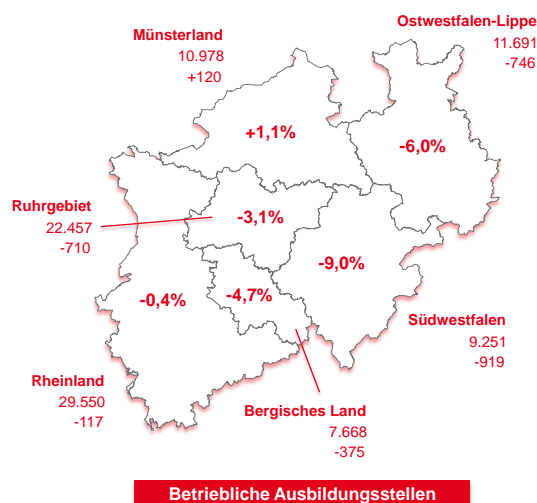 Ostwestfalen-Lippe
11.691
-746
Münsterland
10.978
+120
+1,1%
-6,0%
Ruhrgebiet
22.457
-710
-3,1%
-9,0%
-0,4%
-4,7%
Südwestfalen
9.251
-919
Rheinland
29.550
-117
Bergisches Land
7.668
-375
Betriebliche Ausbildungsstellen